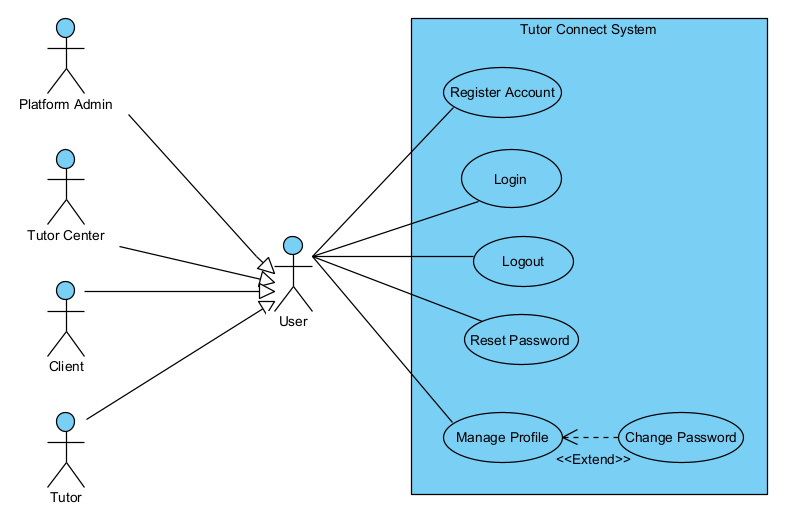 Tutor Connect System
Platform Admin
Register Account
Login
Tutor Center
Logout
User
Reset Password
Client
Manage Profile
Change Password
<<Extend>>
Tutor